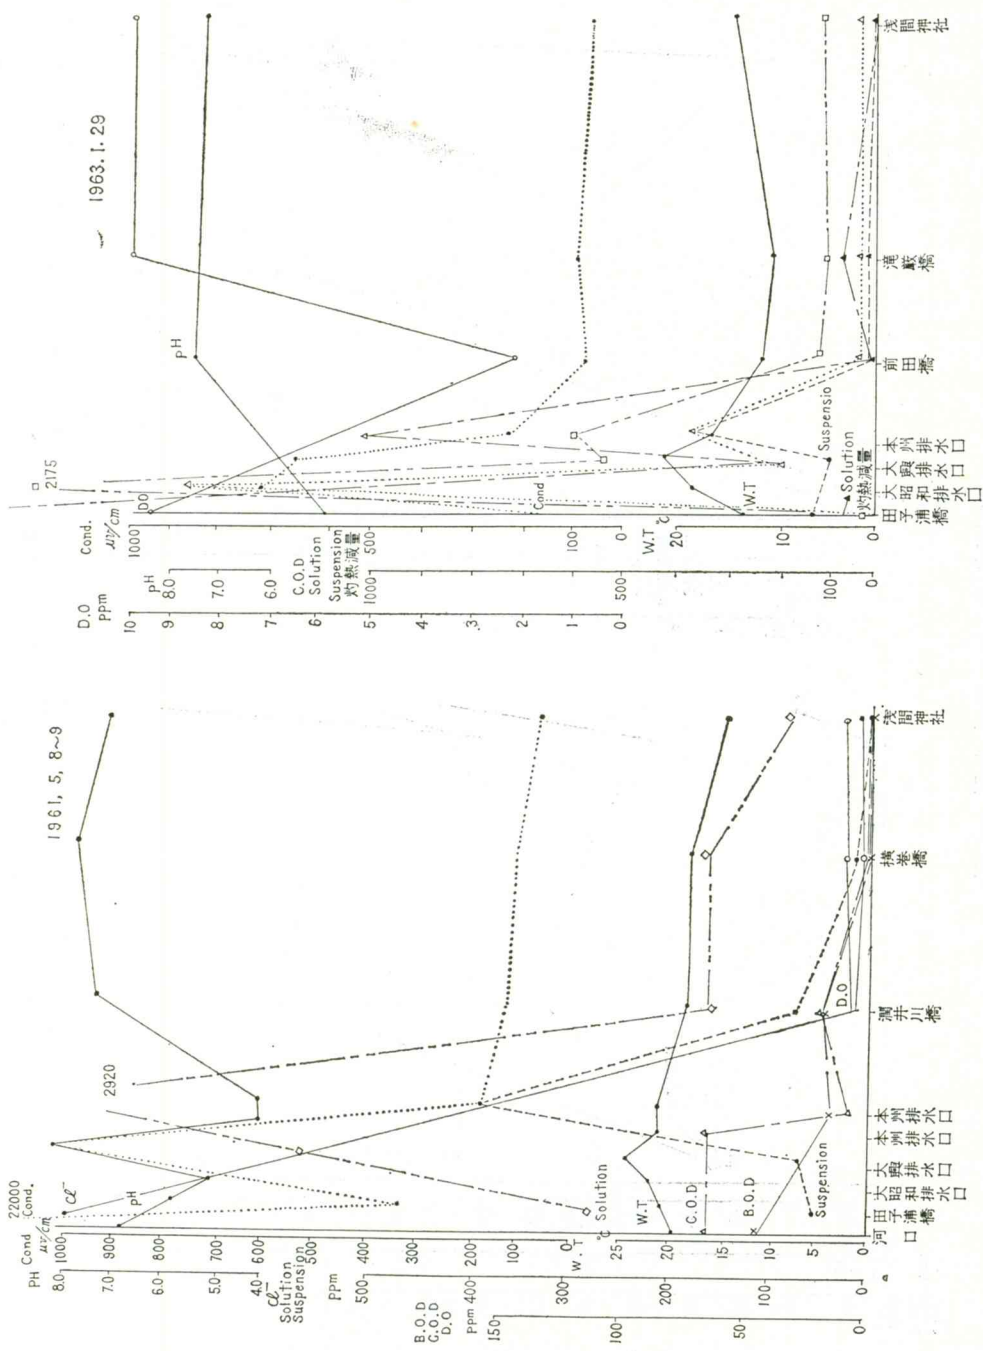 1961, 5, 8~9
PH Cond
μ℧/cm
22000
Cond.
Cl⁻
pH
2920
1000
900
800
700
600
500
400
300
200
100
0
8.0
7.0
6.0
5.0
4.0
Cl⁻
Solution
Suspension
PPm
500
400
300
200
100
0
B.O.D
C.O.D
D.O
Ppm
150
100
50
0
W.T
℃
25
20
15
10
5
0
Solution
W.T
C.O.D
B.O.D
Suspension
D.O
河口
田子浦橋
大昭和排水口
大興排水口
本州排水口
本州排水口
潤井川橋
横巻橋
浅間神社
1963.1.29
D.O
PPm
10
9
8
7
6
5
4
3
2
1
0
pH
8.0
7.0
6.0
C.O.D
Solution
Suspension
灼熱減量
1000
500
100
0
Cond.
μ℧/cm
1000
500
100
0
W.T
℃
20
10
0
2175
DO
pH
Cond
W.T
Suspensio
Solution
灼熱減量
田子浦橋
大昭和排水口
大興排水口
本州排水口
前田橋
滝巌橋
浅間神社